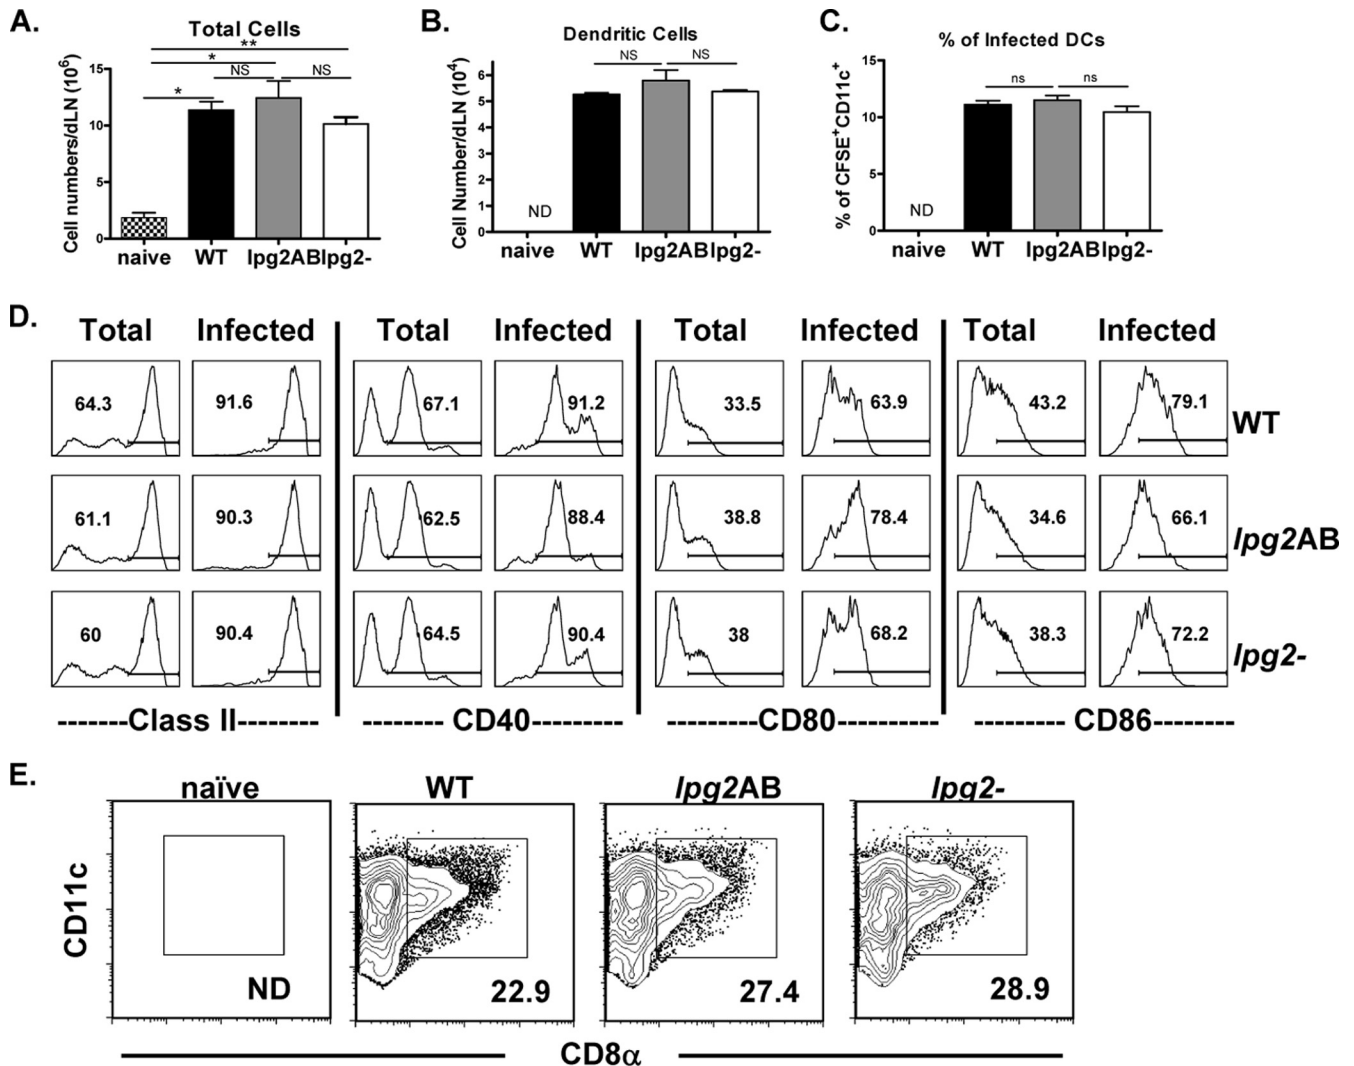 A.
Total Cells
**
*
NS
NS
*
Cell numbers/dLN (10⁶)
15
10
5
0
naive WT lpg2AB lpg2-
B.
Dendritic Cells
NS
NS
Cell Number/dLN (10⁴)
6
5
4
3
2
1
0
ND
naive WT lpg2AB lpg2-
C.
% of Infected DCs
ns
ns
% of CFSE⁺CD11c⁺
15
10
5
0
ND
naive WT lpg2AB lpg2-
D.
Total Infected Total Infected Total Infected Total Infected
64.3 91.6 67.1 91.2 33.5 63.9 43.2 79.1 WT
61.1 90.3 62.5 88.4 38.8 78.4 34.6 66.1 lpg2AB
60 90.4 64.5 90.4 38 68.2 38.3 72.2 lpg2-
-------Class II-------- -------- CD40--------- ---------CD80---------- ---------- CD86---------
E.
naïve WT lpg2AB lpg2-
CD11c
ND 22.9 27.4 28.9
CD8α